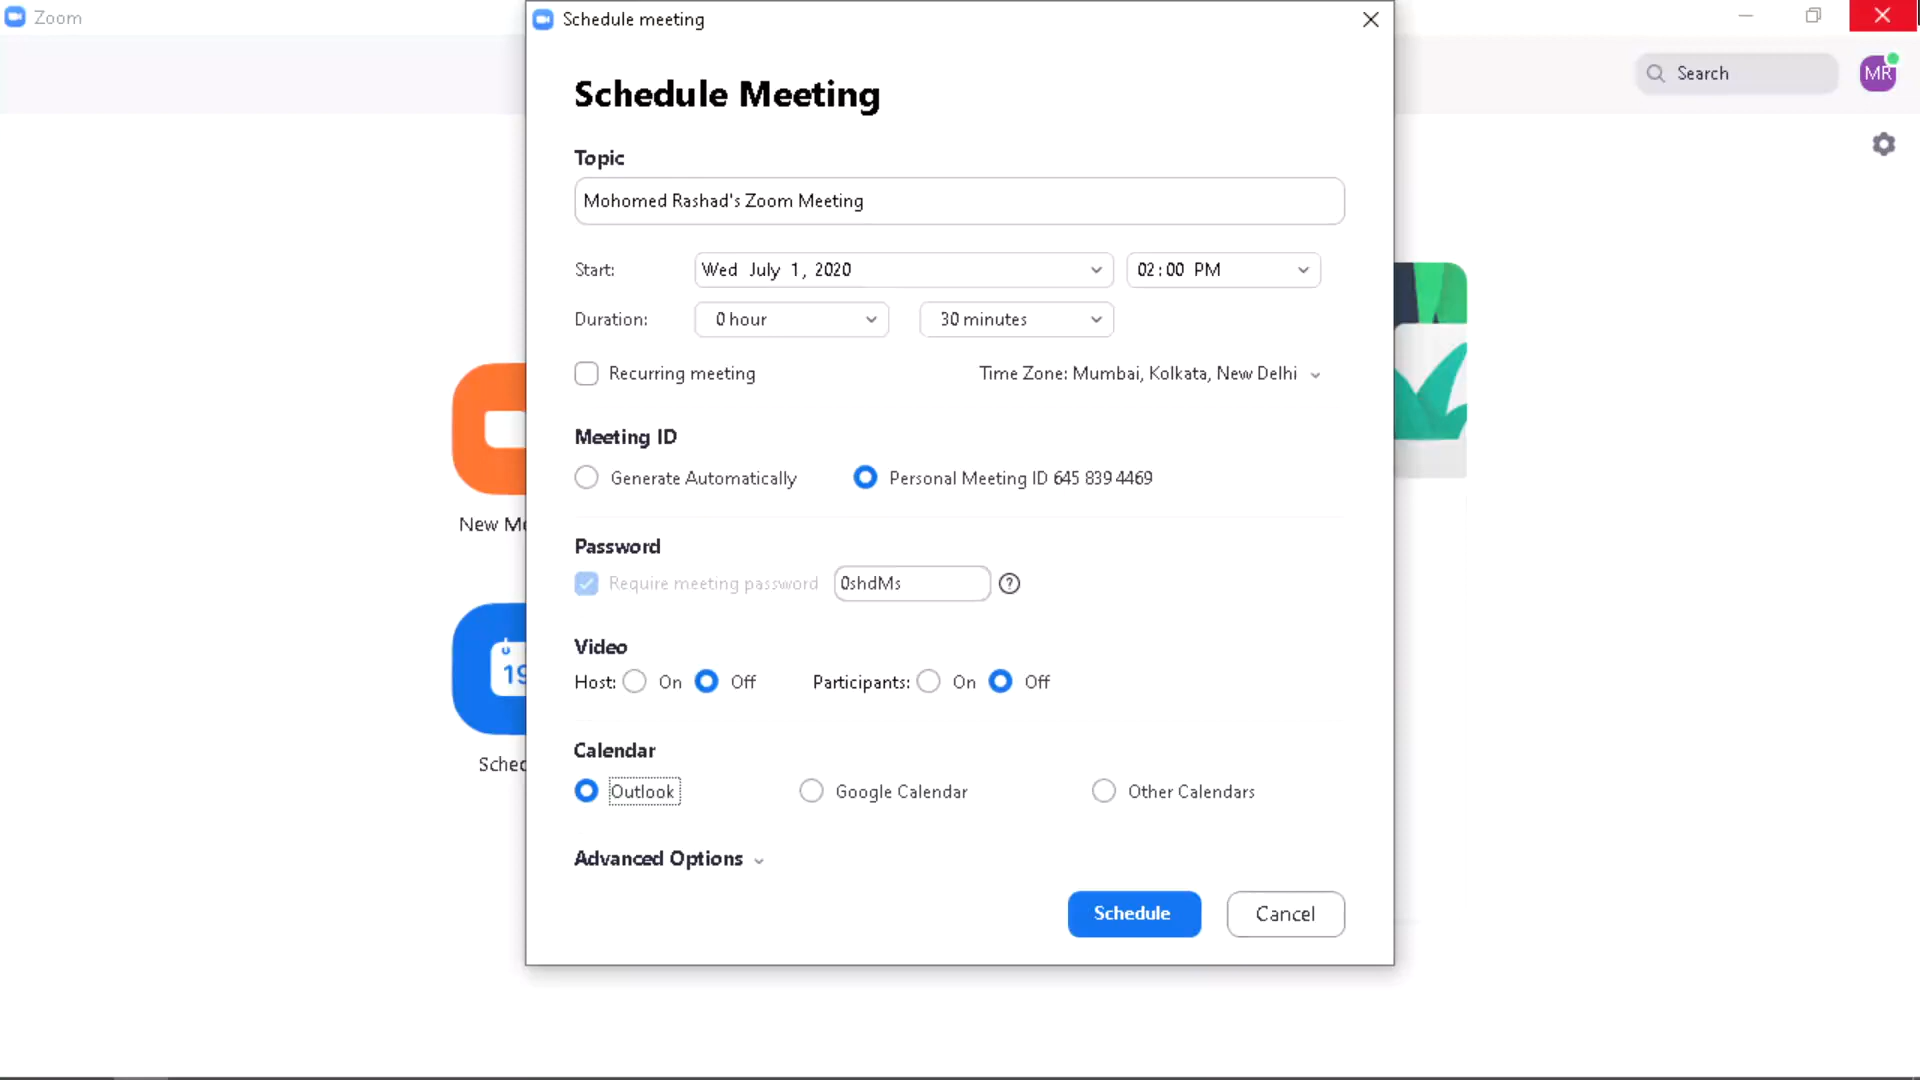 Zoom
Schedule meeting
Search
MR
Schedule Meeting
Topic
Mohomed Rashad's Zoom Meeting
Start: Wed July 1, 2020 02:00 PM
Duration: 0 hour 30 minutes
Recurring meeting Time Zone: Mumbai, Kolkata, New Delhi
Meeting ID
Generate Automatically Personal Meeting ID 645 839 4469
New M
Password
Require meeting password 0shdMs ?
Video
Host: On Off Participants: On Off
19
Calendar
Sched
Outlook Google Calendar Other Calendars
Advanced Options
Schedule Cancel